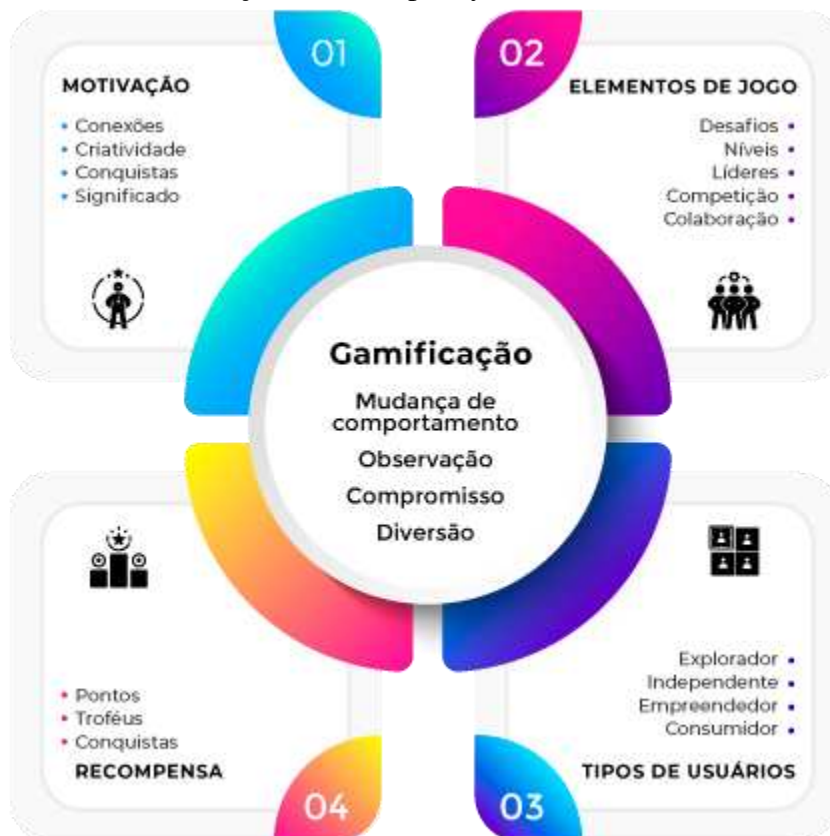 01
MOTIVAÇÃO
Conexões
Criatividade
Conquistas
Significado
02
ELEMENTOS DE JOGO
Desafios
Níveis
Líderes
Competição
Colaboração
Gamificação
Mudança de
comportamento
Observação
Compromisso
Diversão
Pontos
Troféus
Conquistas
RECOMPENSA
04
Explorador
Independente
Empreendedor
Consumidor
TIPOS DE USUÁRIOS
03